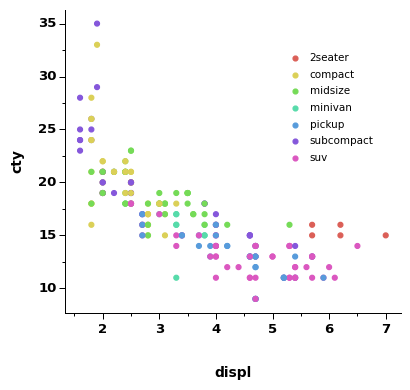 35
30
25
20
15
10
cty
2seater
compact
midsize
minivan
pickup
subcompact
suv
2 3 4 5 6 7
displ